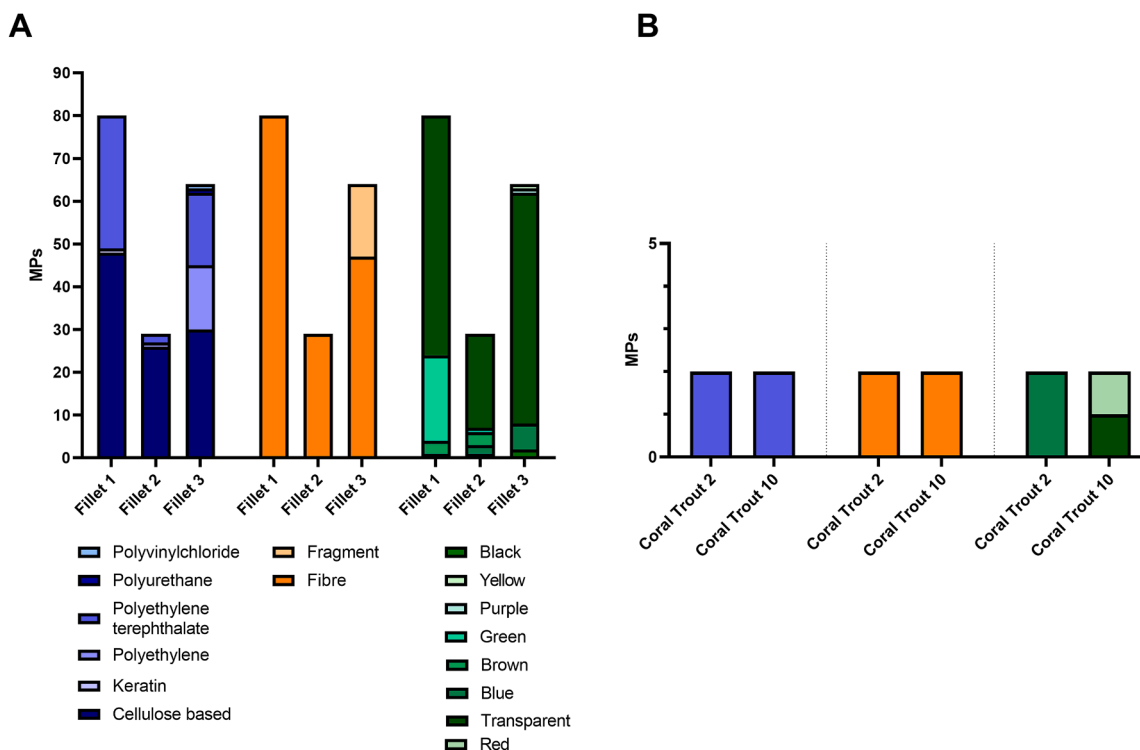 A
B
90
80
70
60
50
40
30
20
10
0
MPs
Fillet 1
Fillet 2
Fillet 3
Fillet 1
Fillet 2
Fillet 3
Fillet 1
Fillet 2
Fillet 3
Polyvinylchloride
Polyurethane
Polyethylene
terephthalate
Polyethylene
Keratin
Cellulose based
Fragment
Fibre
Black
Yellow
Purple
Green
Brown
Blue
Transparent
Red
5
0
MPs
Coral Trout 2
Coral Trout 10
Coral Trout 2
Coral Trout 10
Coral Trout 2
Coral Trout 10